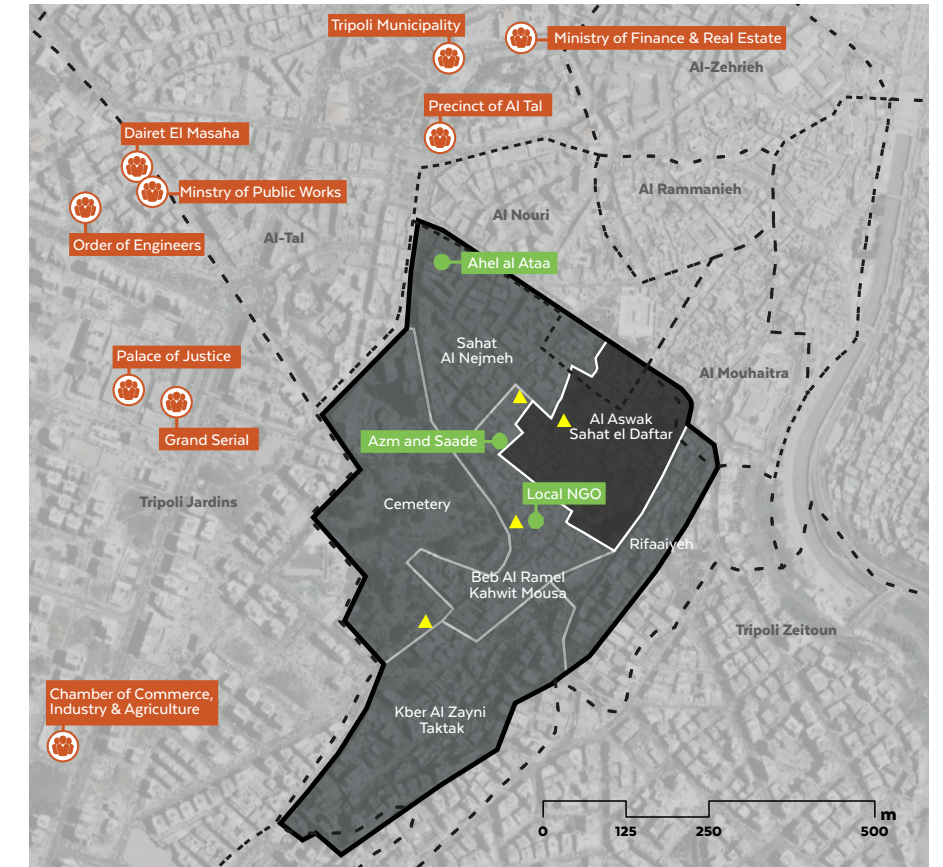 Tripoli Municipality
Ministry of Finance & Real Estate
Al-Zehrieh
Precinct of Al Tal
Dairet El Masaha
Minstry of Public Works
Al Rammanieh
Al Nouri
Order of Engineers
Al-Tal
Ahel al Ataa
Sahat
Al Nejmeh
Palace of Justice
Al Mouhaitra
Grand Serial
Al Aswak
Sahat el Daftar
Azm and Saade
Local NGO
Tripoli Jardins
Cemetery
Rifaaiyeh
Beb Al Ramel
Kahwit Mousa
Tripoli Zeitoun
Chamber of Commerce,
Industry & Agriculture
Kber Al Zayni
Taktak
m
0 125 250 500